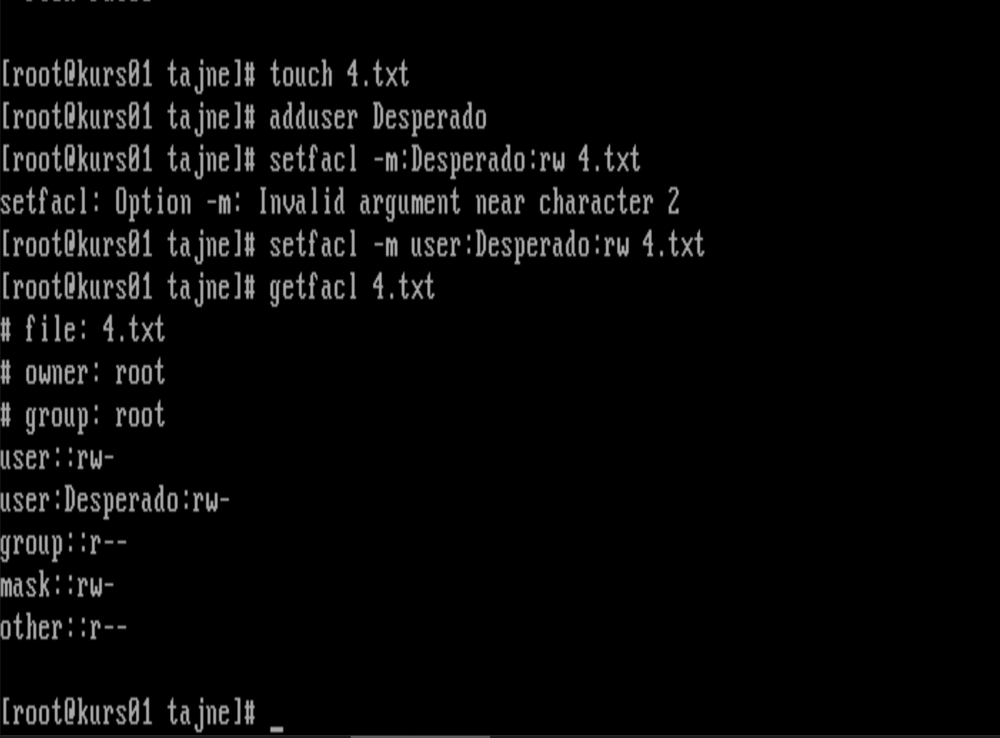 [root@kurs01 tajne]# touch 4.txt
[root@kurs01 tajne]# adduser Desperado
[root@kurs01 tajne]# setfacl -m:Desperado:rw 4.txt
setfacl: Option -m: Invalid argument near character 2
[root@kurs01 tajne]# setfacl -m user:Desperado:rw 4.txt
[root@kurs01 tajne]# getfacl 4.txt
# file: 4.txt
# owner: root
# group: root
user::rw-
user:Desperado:rw-
group::r--
mask::rw-
other::r--
[root@kurs01 tajne]# _